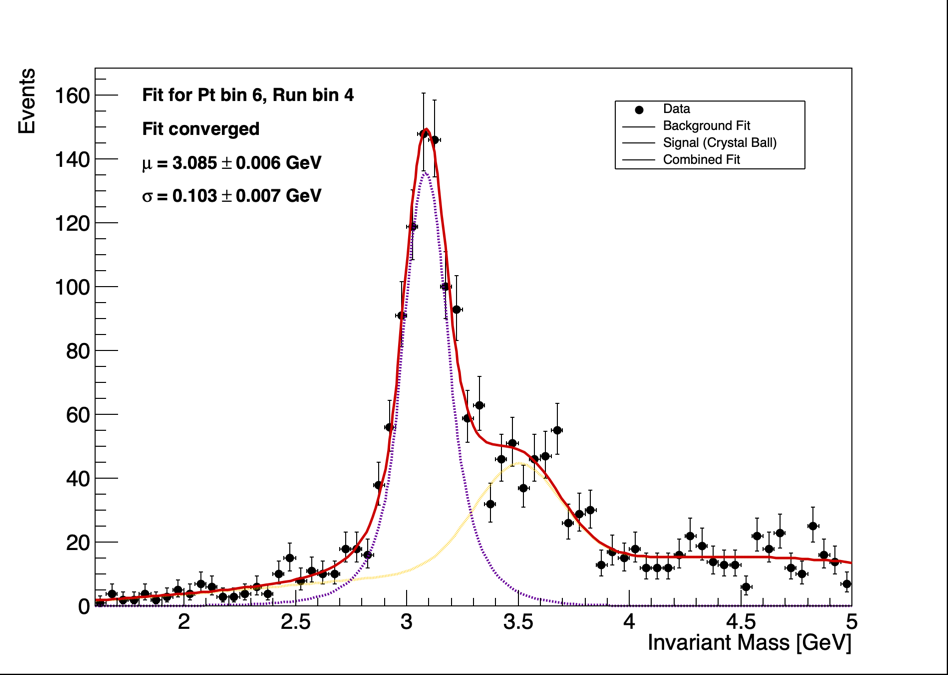 Events
160
140
120
100
80
60
40
20
0
Fit for Pt bin 6, Run bin 4
Fit converged
μ = 3.085 ± 0.006 GeV
σ = 0.103 ± 0.007 GeV
Data
Background Fit
Signal (Crystal Ball)
Combined Fit
2 2.5 3 3.5 4 4.5 5
Invariant Mass [GeV]